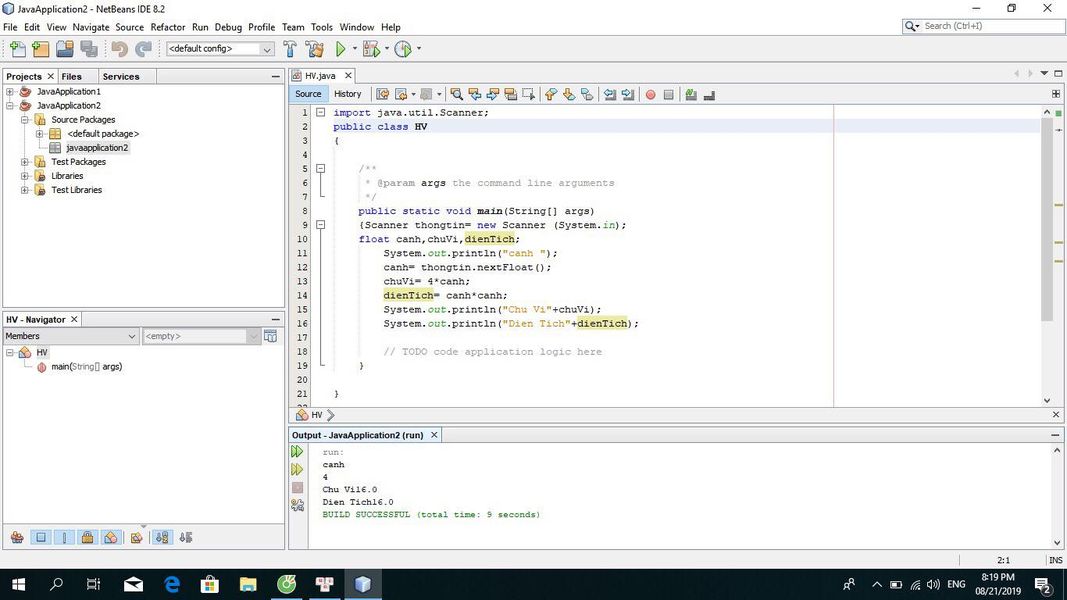 JavaApplication2 - NetBeans IDE 8.2
File Edit View Navigate Source Refactor Run Debug Profile Team Tools Window Help
Search (Ctrl+I)
<default config>
Projects Files Services
JavaApplication1
JavaApplication2
Source Packages
<default package>
javaapplication2
Test Packages
Libraries
Test Libraries
HV - Navigator
Members
<empty>
HV
main(String[] args)
HV.java
Source History
1 import java.util.Scanner;
2 public class HV
3 {
4
5 /**
6 * @param args the command line arguments
7 */
8 public static void main(String[] args)
9 {Scanner thongtin= new Scanner (System.in);
10 float canh,chuVi,dienTich;
11 System.out.println("canh ");
12 canh= thongtin.nextFloat();
13 chuVi= 4*canh;
14 dienTich= canh*canh;
15 System.out.println("Chu Vi"+chuVi);
16 System.out.println("Dien Tich"+dienTich);
17
18 // TODO code application logic here
19 }
20
21 }
HV
Output - JavaApplication2 (run)
run:
canh
4
Chu Vi16.0
Dien Tich16.0
BUILD SUCCESSFUL (total time: 9 seconds)
2:1 INS
ENG
8:19 PM
08/21/2019
2